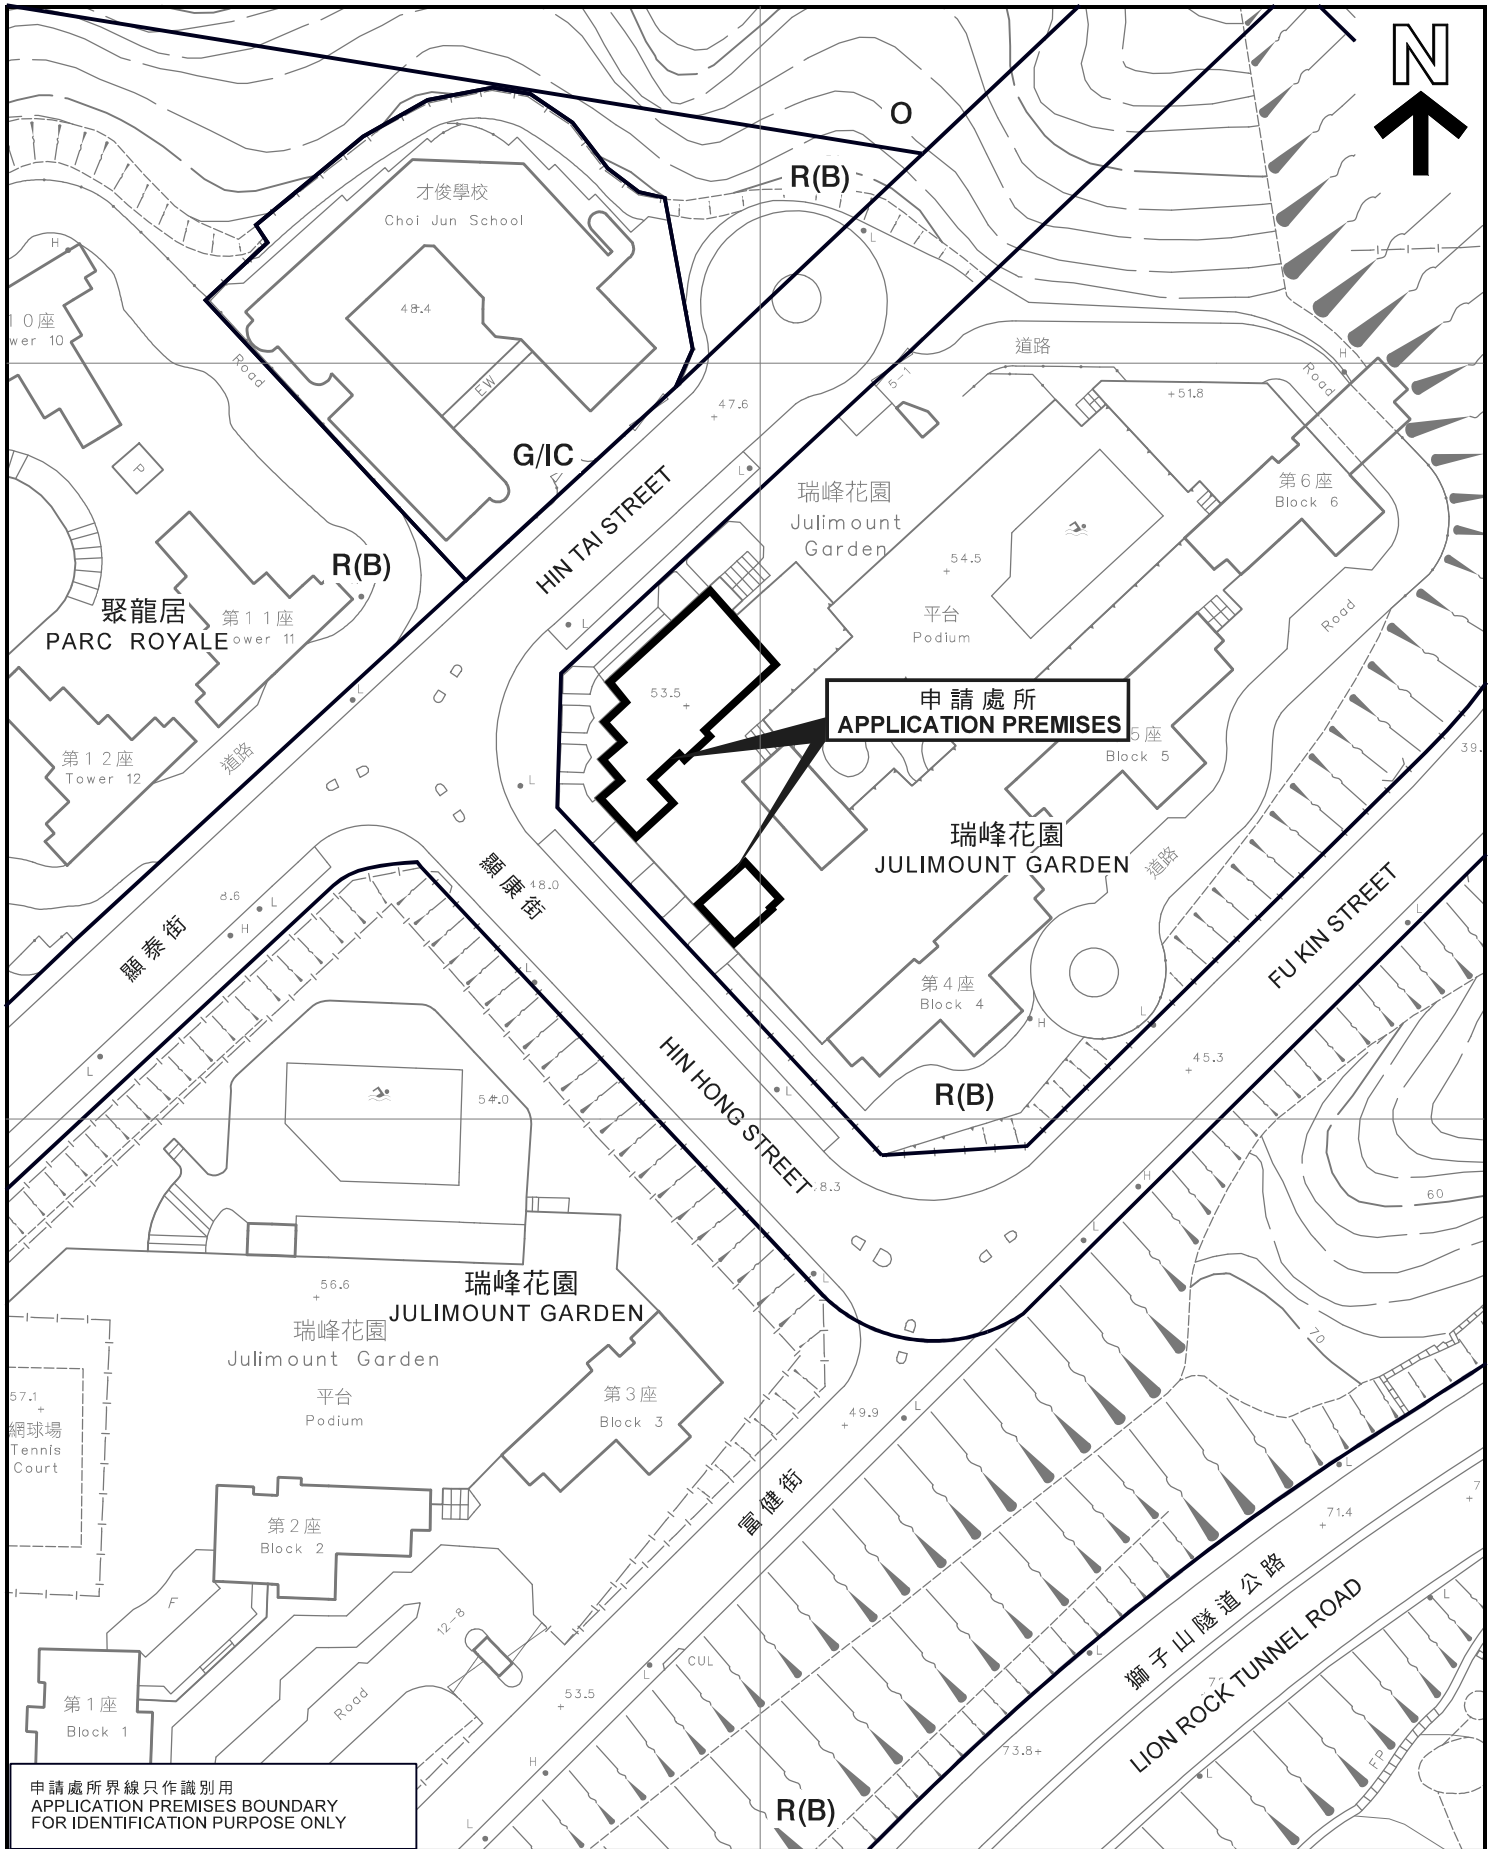 N
O
R(B)
才俊學校
Choi Jun School
H
L
10座
wer 10
48.4
Road
EW
道路
5-1
H
Road
+51.8
47.6
G/IC
L
P
HIN TAI STREET
瑞峰花園
Julimount
Garden
第6座
Block 6
54.5
R(B)
聚龍居
PARC ROYALE
第11座
ower 11
L
平台
Podium
Road
53.5
申請處所
APPLICATION PREMISES
L
第12座
Tower 12
道路
5座
Block 5
39.
L
瑞峰花園
JULIMOUNT GARDEN
道路
顯康街
48.0
8.6
L
H
顯泰街
L
FU KIN STREET
L
第4座
Block 4
H
L
L
HIN HONG STREET
45.3
54.0
L
R(B)
8.3
H
60
L
56.6
瑞峰花園
JULIMOUNT GARDEN
L
瑞峰花園
Julimount Garden
70
平台
Podium
第3座
Block 3
57.1
網球場
Tennis
Court
49.9
L
L
第2座
Block 2
富健街
71.4
7
F
12-8
獅子山隧道公路
LION ROCK TUNNEL ROAD
L
L
L
CUL
第1座
Block 1
Road
53.5
73.8+
H
L
FP
申請處所界線只作識別用
APPLICATION PREMISES BOUNDARY
FOR IDENTIFICATION PURPOSE ONLY
R(B)
L